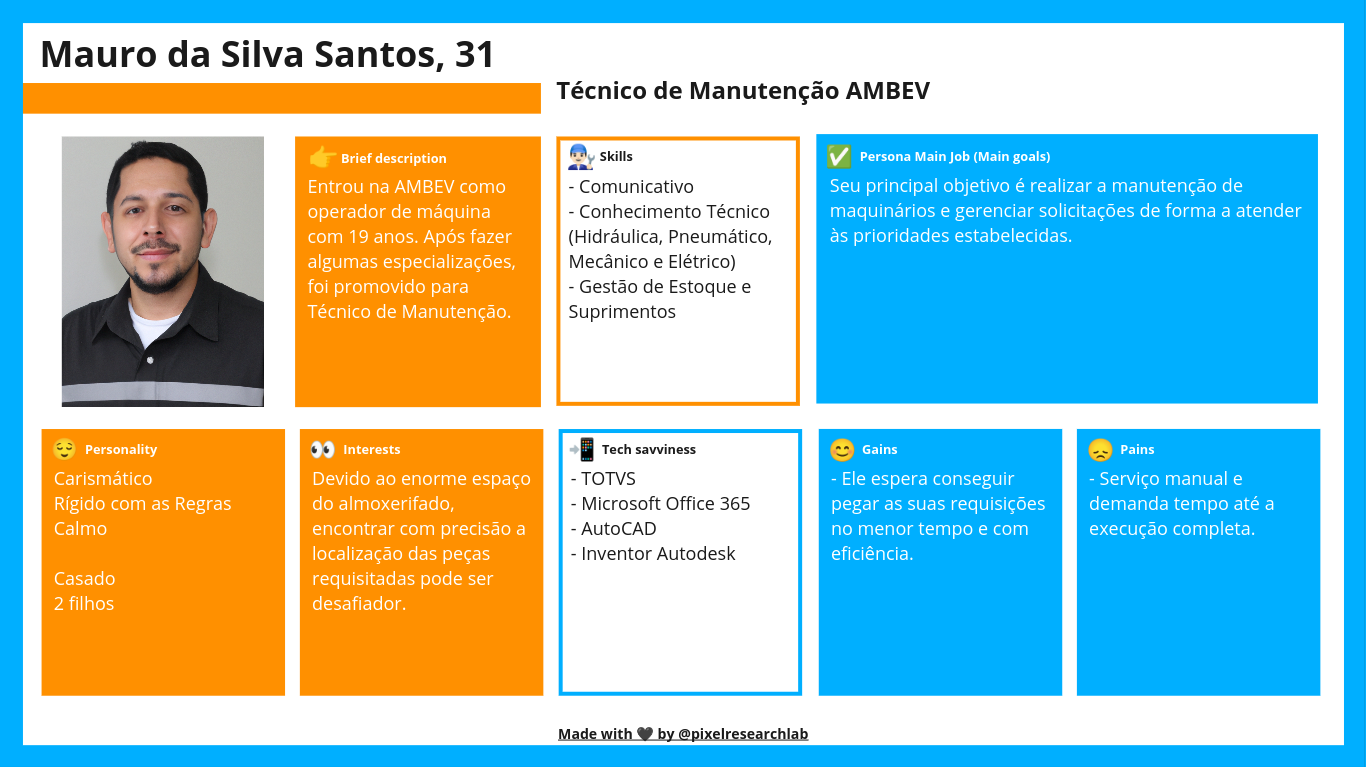 Mauro da Silva Santos, 31
Técnico de Manutenção AMBEV
Brief description
Entrou na AMBEV como
operador de máquina
com 19 anos. Após fazer
algumas especializações,
foi promovido para
Técnico de Manutenção.
Skills
- Comunicativo
- Conhecimento Técnico
(Hidráulica, Pneumático,
Mecânico e Elétrico)
- Gestão de Estoque e
Suprimentos
Persona Main Job (Main goals)
Seu principal objetivo é realizar a manutenção de
maquinários e gerenciar solicitações de forma a atender
às prioridades estabelecidas.
Personality
Carismático
Rígido com as Regras
Calmo
Casado
2 filhos
Interests
Devido ao enorme espaço
do almoxerifado,
encontrar com precisão a
localização das peças
requisitadas pode ser
desafiador.
Tech savviness
- TOTVS
- Microsoft Office 365
- AutoCAD
- Inventor Autodesk
Gains
- Ele espera conseguir
pegar as suas requisições
no menor tempo e com
eficiência.
Pains
- Serviço manual e
demanda tempo até a
execução completa.
Made with 🖤 by @pixelresearchlab